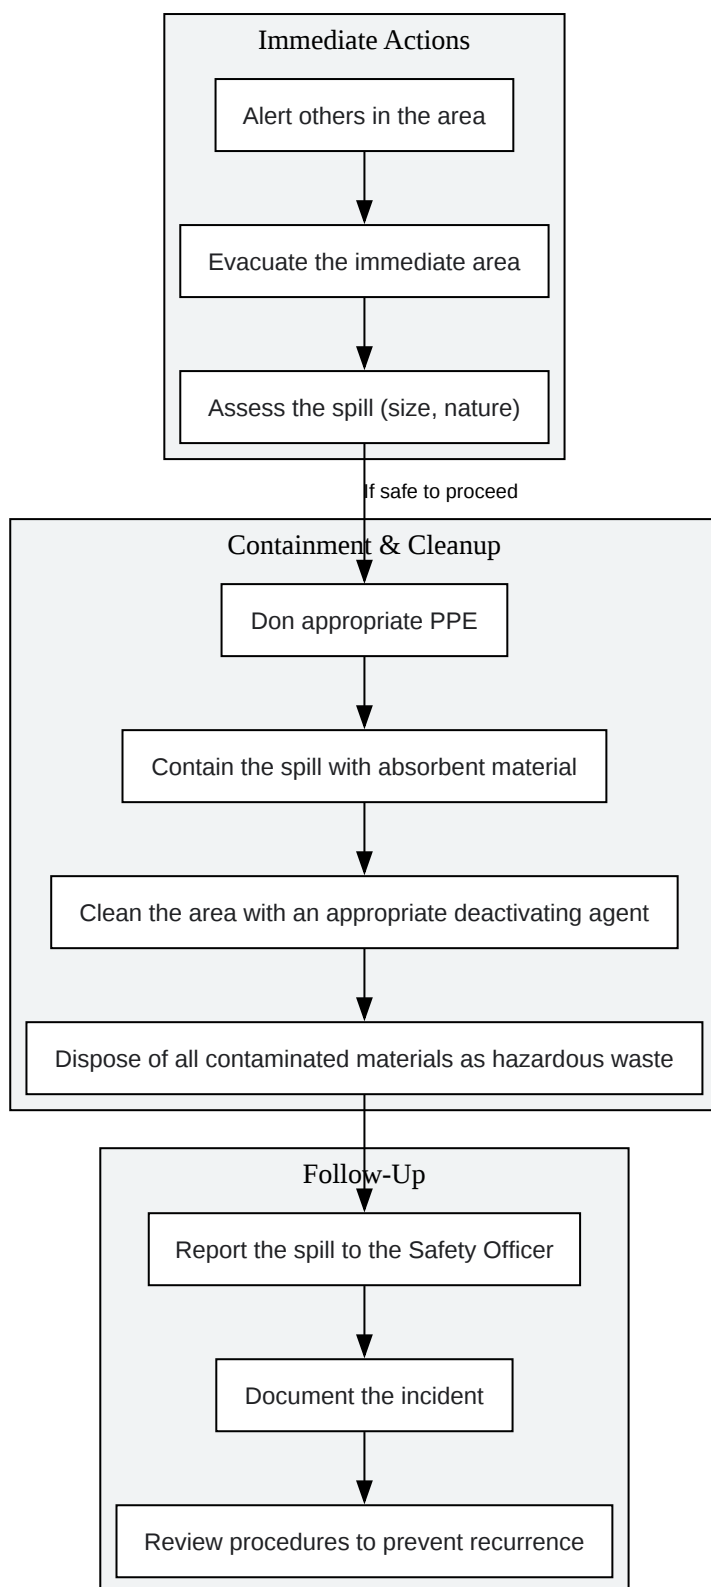 Immediate Actions
Alert others in the area
Evacuate the immediate area
Assess the spill (size, nature)
If safe to proceed
Containment & Cleanup
Don appropriate PPE
Contain the spill with absorbent material
Clean the area with an appropriate deactivating agent
Dispose of all contaminated materials as hazardous waste
Follow-Up
Report the spill to the Safety Officer
Document the incident
Review procedures to prevent recurrence